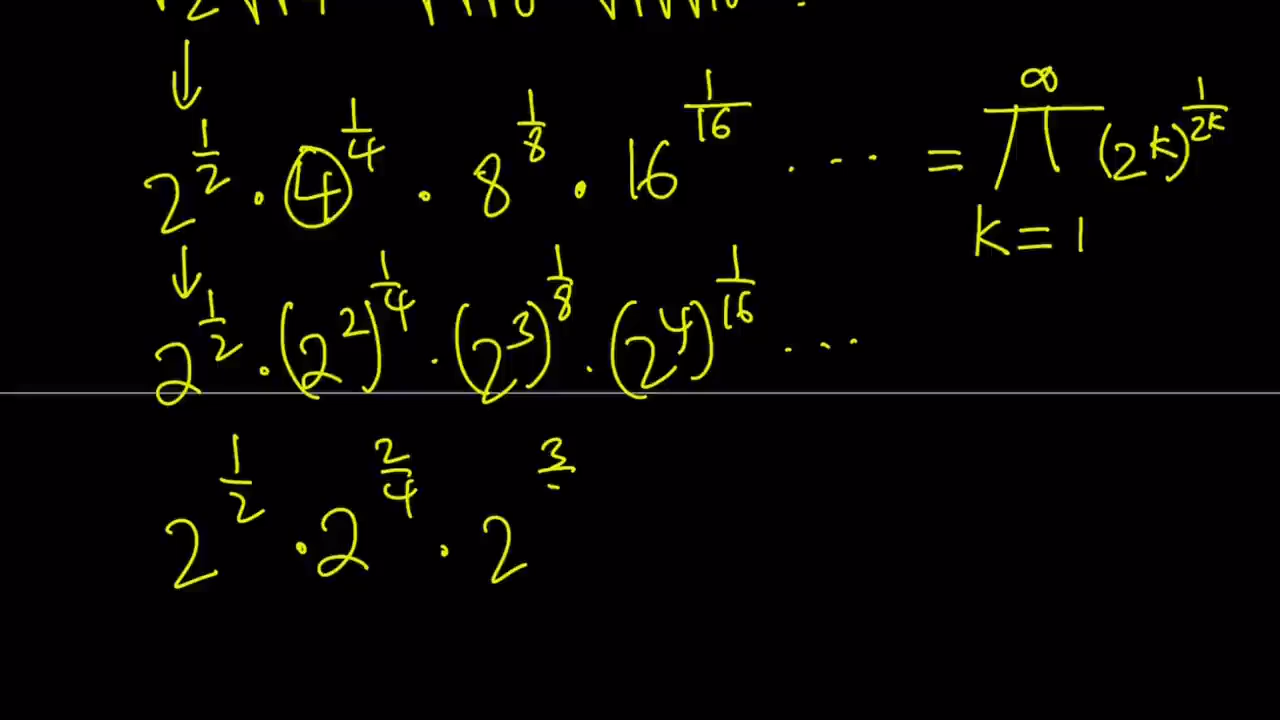 2^{1/2} · 4^{1/4} · 8^{1/8} · 16^{1/16} ... = ∏_{k=1}^{∞} (2^k)^{1/2^k}
2^{1/2} · (2^2)^{1/4} · (2^3)^{1/8} · (2^4)^{1/16} ...
2^{1/2} · 2^{2/4} · 2^{3/